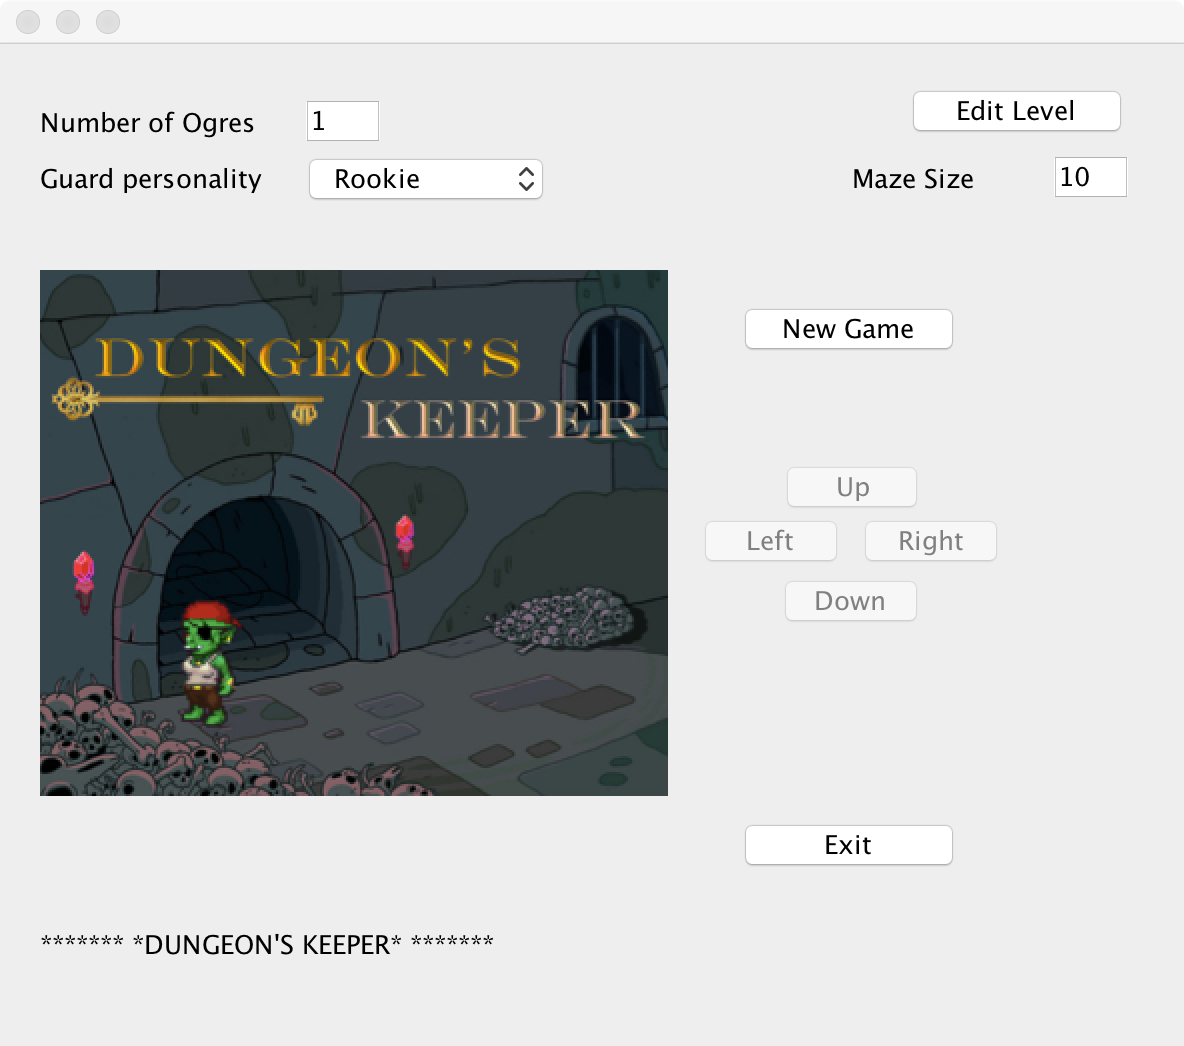 Number of Ogres 1
Edit Level
Guard personality Rookie
Maze Size 10
DUNGEON'S
KEEPER
New Game
Up
Left Right
Down
Exit
******* *DUNGEON'S KEEPER* *******